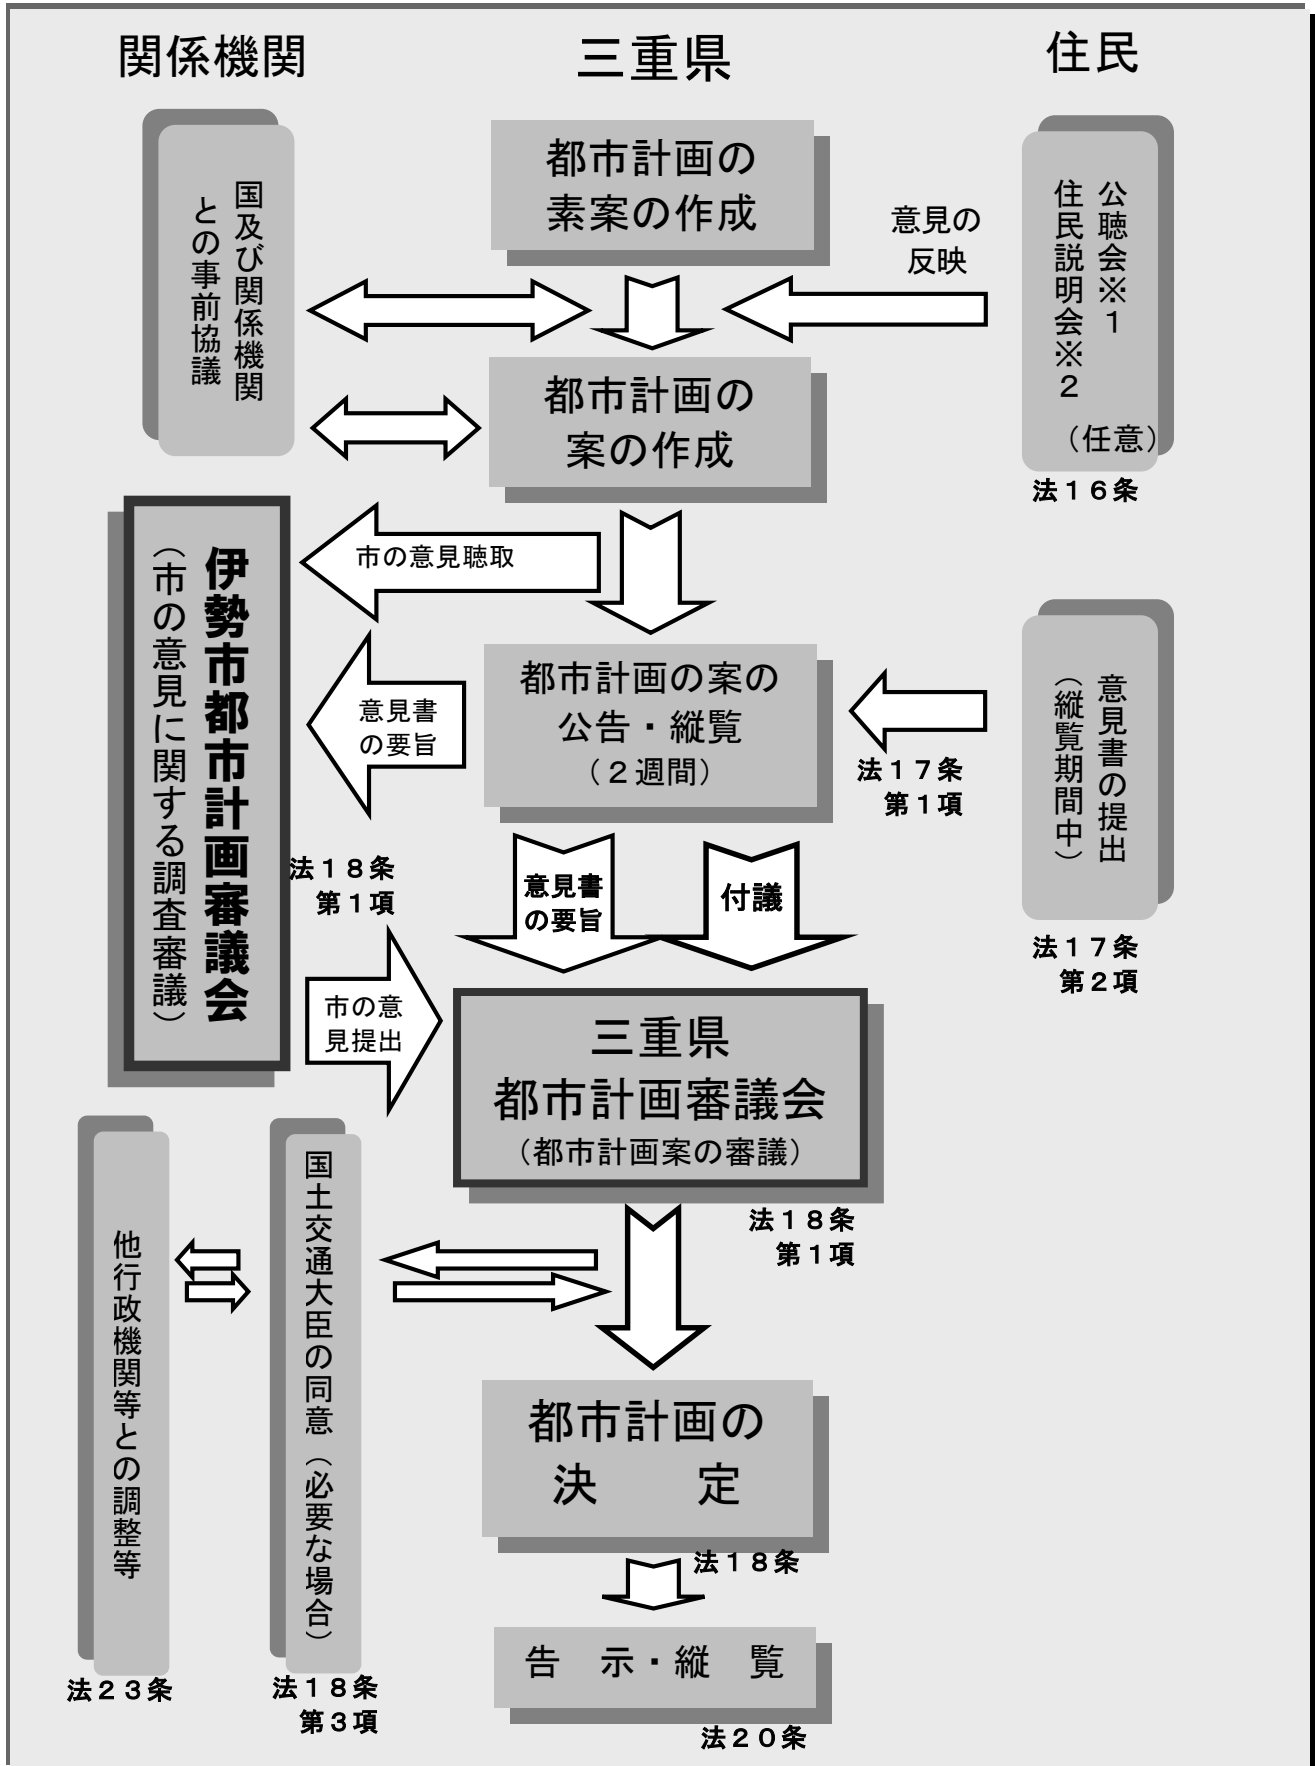 関係機関
三重県
住民
都市計画の
素案の作成
国及び関係機関
との事前協議
意見の
反映
公聴会※１
住民説明会※２
（任意）
法１６条
都市計画の
案の作成
市の意見聴取
伊勢市都市計画審議会
（市の意見に関する調査審議）
都市計画の案の
公告・縦覧
（２週間）
意見書
の要旨
法１７条
第１項
意見書の提出
（縦覧期間中）
法１７条
第２項
法１８条
第１項
意見書
の要旨
付議
市の意
見提出
三重県
都市計画審議会
（都市計画案の審議）
法１８条
第１項
他行政機関等との調整等
法２３条
国土交通大臣の同意（必要な場合）
法１８条
第３項
都市計画の
決　定
法１８条
告　示・縦　覧
法２０条